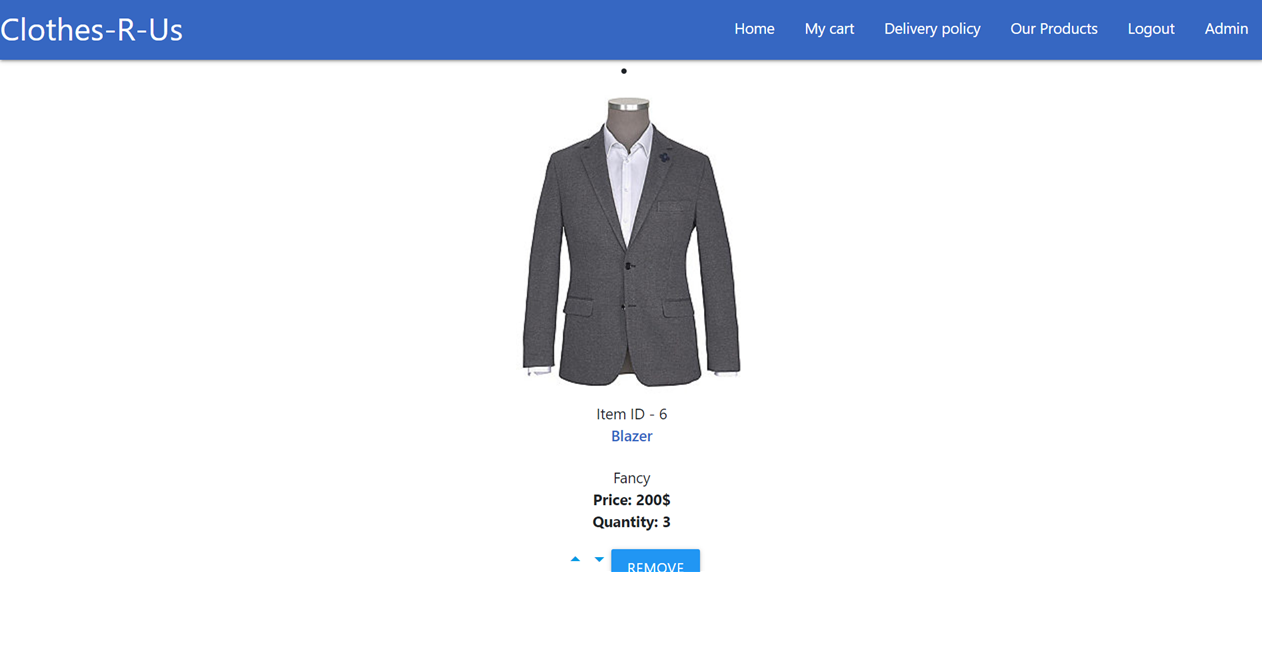 Clothes-R-Us
Home My cart Delivery policy Our Products Logout Admin
Item ID - 6
Blazer
Fancy
Price: 200$
Quantity: 3
REMOVE